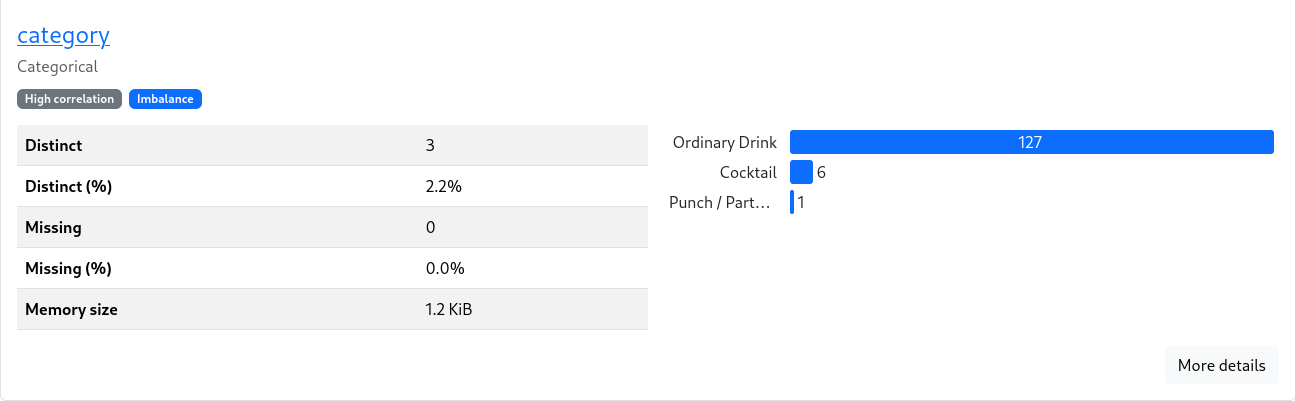 category
Categorical
High correlation Imbalance
Distinct 3
Distinct (%) 2.2%
Missing 0
Missing (%) 0.0%
Memory size 1.2 KiB
Ordinary Drink 127
Cocktail 6
Punch / Part… 1
More details